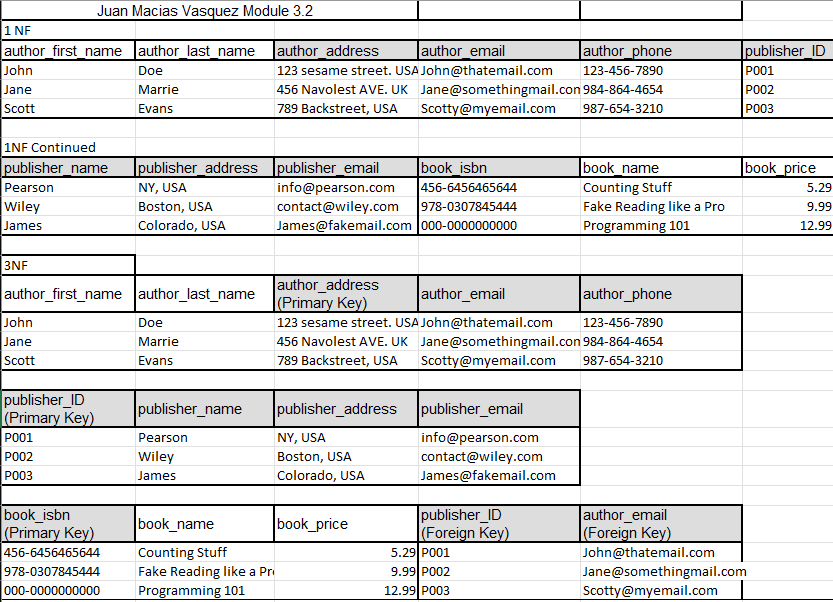 Juan Macias Vasquez Module 3.2
1 NF
author_first_name author_last_name author_address author_email author_phone publisher_ID
John Doe 123 sesame street. USA John@thatemail.com 123-456-7890 P001
Jane Marrie 456 Navolest AVE. UK Jane@somethingmail.con 984-864-4654 P002
Scott Evans 789 Backstreet, USA Scotty@myemail.com 987-654-3210 P003
1NF Continued
publisher_name publisher_address publisher_email book_isbn book_name book_price
Pearson NY, USA info@pearson.com 456-6456465644 Counting Stuff 5.29
Wiley Boston, USA contact@wiley.com 978-0307845444 Fake Reading like a Pro 9.99
James Colorado, USA James@fakemail.com 000-0000000000 Programming 101 12.99
3NF
author_first_name author_last_name author_address (Primary Key) author_email author_phone
John Doe 123 sesame street. USA John@thatemail.com 123-456-7890
Jane Marrie 456 Navolest AVE. UK Jane@somethingmail.con 984-864-4654
Scott Evans 789 Backstreet, USA Scotty@myemail.com 987-654-3210
publisher_ID (Primary Key) publisher_name publisher_address publisher_email
P001 Pearson NY, USA info@pearson.com
P002 Wiley Boston, USA contact@wiley.com
P003 James Colorado, USA James@fakemail.com
book_isbn (Primary Key) book_name book_price publisher_ID (Foreign Key) author_email (Foreign Key)
456-6456465644 Counting Stuff 5.29 P001 John@thatemail.com
978-0307845444 Fake Reading like a Pr 9.99 P002 Jane@somethingmail.com
000-0000000000 Programming 101 12.99 P003 Scotty@myemail.com